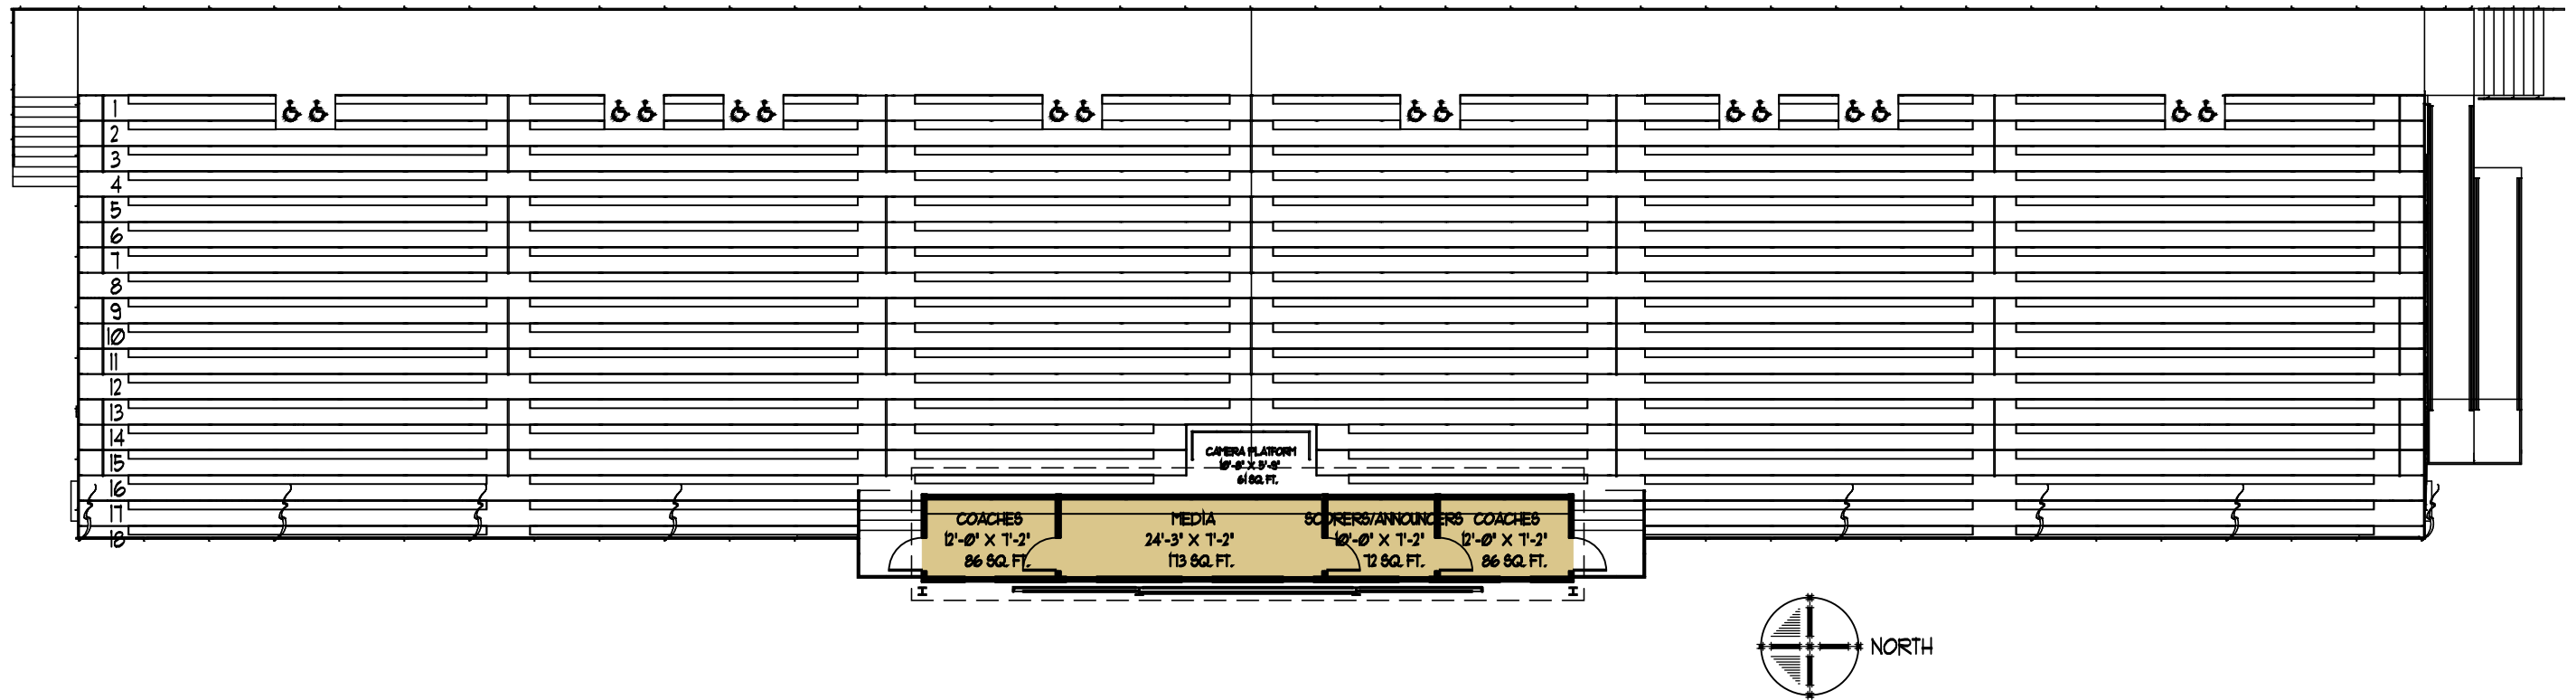 1
2
3
4
5
6
7
8
9
10
11
12
13
14
15
16
17
18
CAMERA PLATFORM
61 SQ. FT.
COACHES
12'-0" X 7'-2"
86 SQ. FT.
MEDIA
24'-3" X 7'-2"
173 SQ. FT.
SCORERS/ANNOUNCERS
10'-0" X 7'-2"
72 SQ. FT.
COACHES
12'-0" X 7'-2"
86 SQ. FT.
NORTH